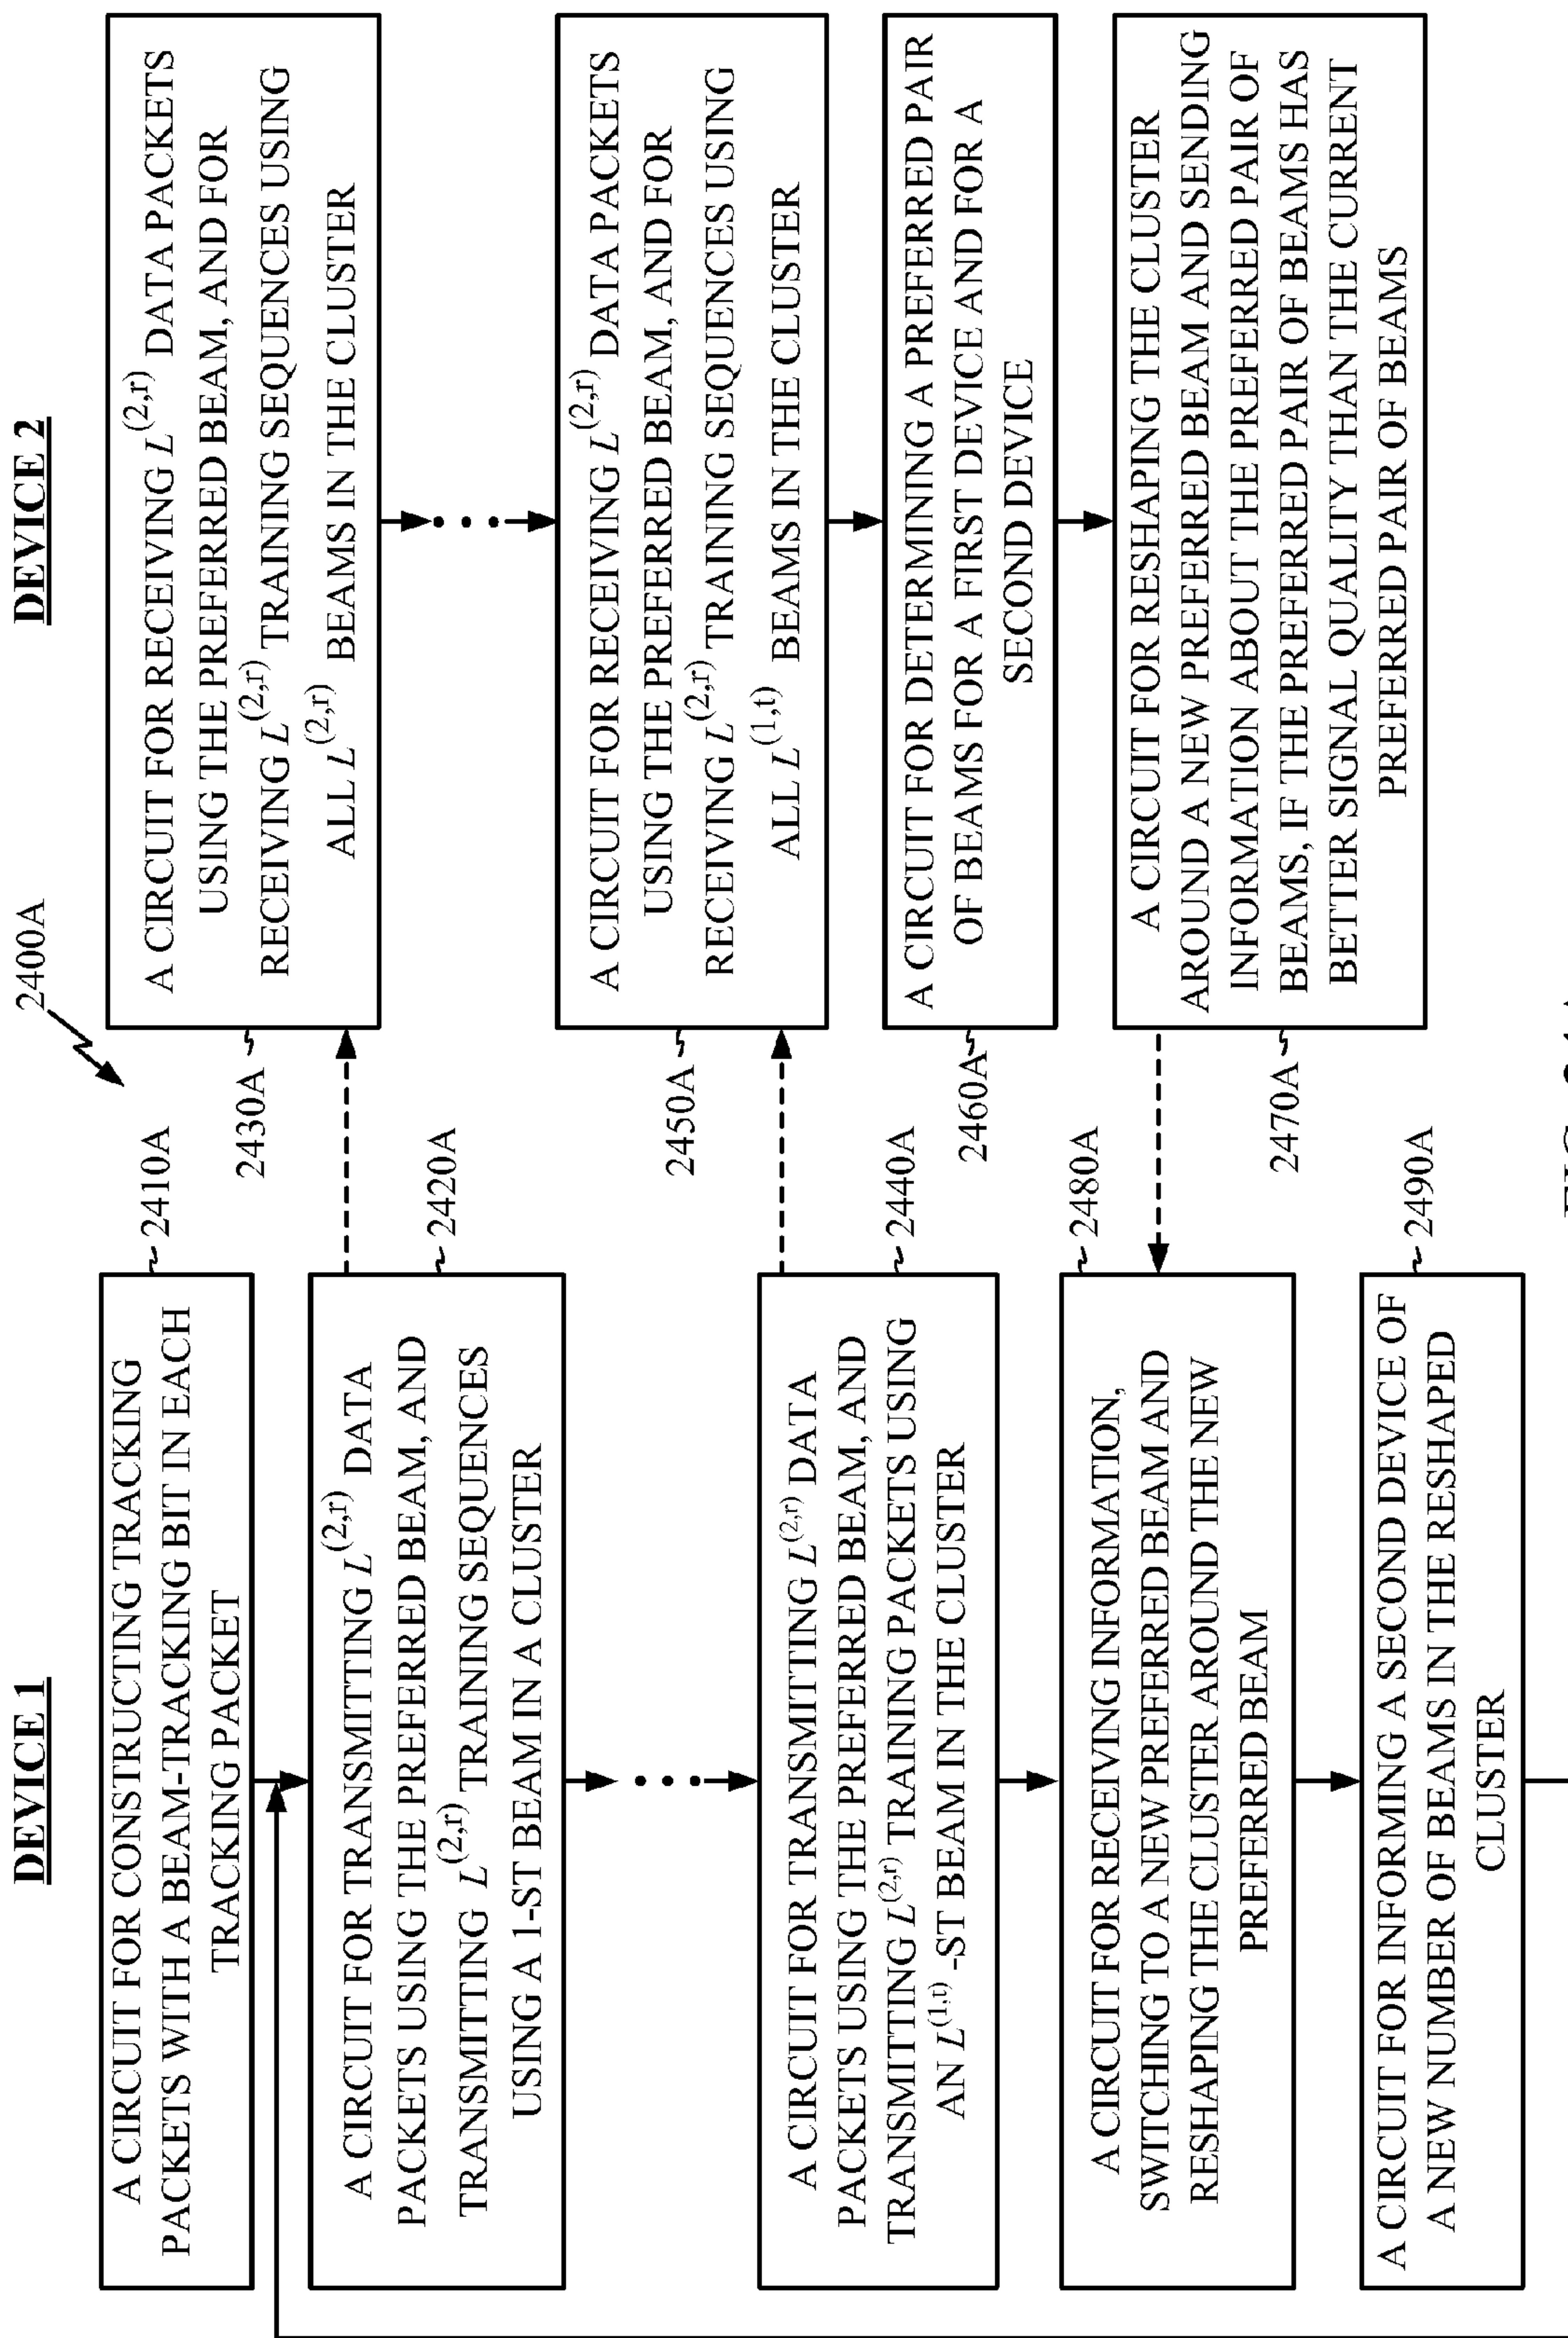 DEVICE 1
A CIRCUIT FOR CONSTRUCTING TRACKING
PACKETS WITH A BEAM-TRACKING BIT IN EACH
TRACKING PACKET
2410A
A CIRCUIT FOR TRANSMITTING L^(2,r) DATA
PACKETS USING THE PREFERRED BEAM, AND
TRANSMITTING L^(2,r) TRAINING SEQUENCES
USING A 1-ST BEAM IN A CLUSTER
2420A
A CIRCUIT FOR TRANSMITTING L^(2,r) DATA
PACKETS USING THE PREFERRED BEAM, AND
TRANSMITTING L^(2,r) TRAINING PACKETS USING
AN L^(1,t) -ST BEAM IN THE CLUSTER
2440A
A CIRCUIT FOR RECEIVING INFORMATION,
SWITCHING TO A NEW PREFERRED BEAM AND
RESHAPING THE CLUSTER AROUND THE NEW
PREFERRED BEAM
2480A
A CIRCUIT FOR INFORMING A SECOND DEVICE OF
A NEW NUMBER OF BEAMS IN THE RESHAPED
CLUSTER
2490A
2400A
DEVICE 2
A CIRCUIT FOR RECEIVING L^(2,r) DATA PACKETS
USING THE PREFERRED BEAM, AND FOR
RECEIVING L^(2,r) TRAINING SEQUENCES USING
ALL L^(2,r) BEAMS IN THE CLUSTER
2430A
A CIRCUIT FOR RECEIVING L^(2,r) DATA PACKETS
USING THE PREFERRED BEAM, AND FOR
RECEIVING L^(2,r) TRAINING SEQUENCES USING
ALL L^(1,t) BEAMS IN THE CLUSTER
2450A
A CIRCUIT FOR DETERMINING A PREFERRED PAIR
OF BEAMS FOR A FIRST DEVICE AND FOR A
SECOND DEVICE
2460A
A CIRCUIT FOR RESHAPING THE CLUSTER
AROUND A NEW PREFERRED BEAM AND SENDING
INFORMATION ABOUT THE PREFERRED PAIR OF
BEAMS, IF THE PREFERRED PAIR OF BEAMS HAS
BETTER SIGNAL QUALITY THAN THE CURRENT
PREFERRED PAIR OF BEAMS
2470A